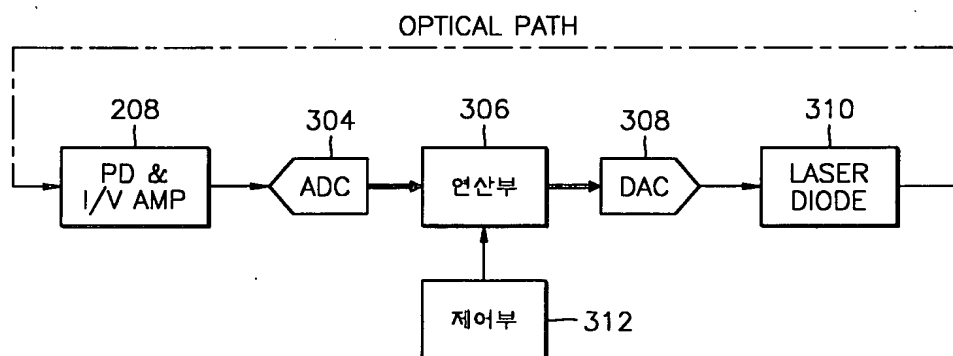 OPTICAL PATH
208
304
306
308
310
PD &
I/V AMP
ADC
연산부
DAC
LASER
DIODE
제어부
312